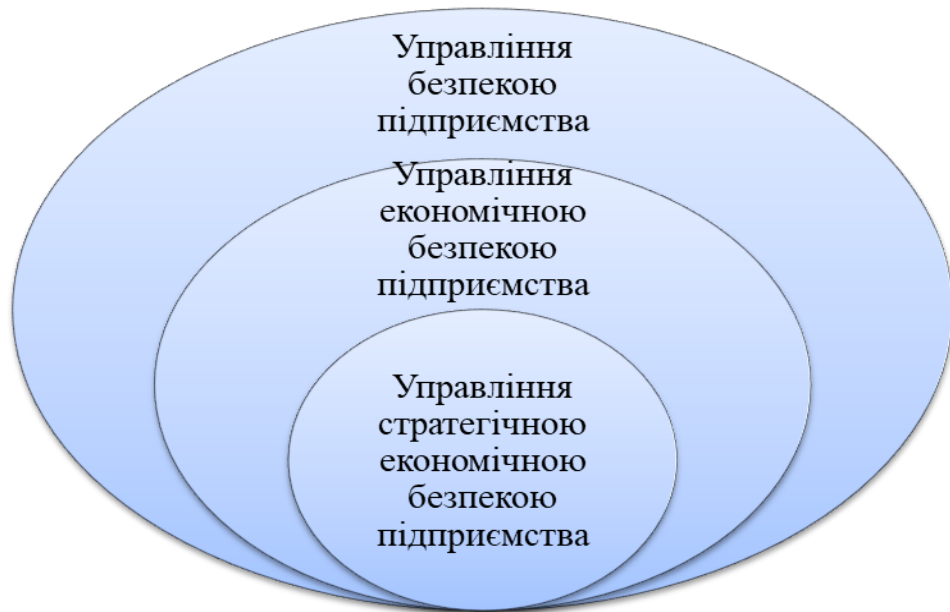 Управління
безпекою
підприємства
Управління
економічною
безпекою
підприємства
Управління
стратегічною
економічною
безпекою
підприємства